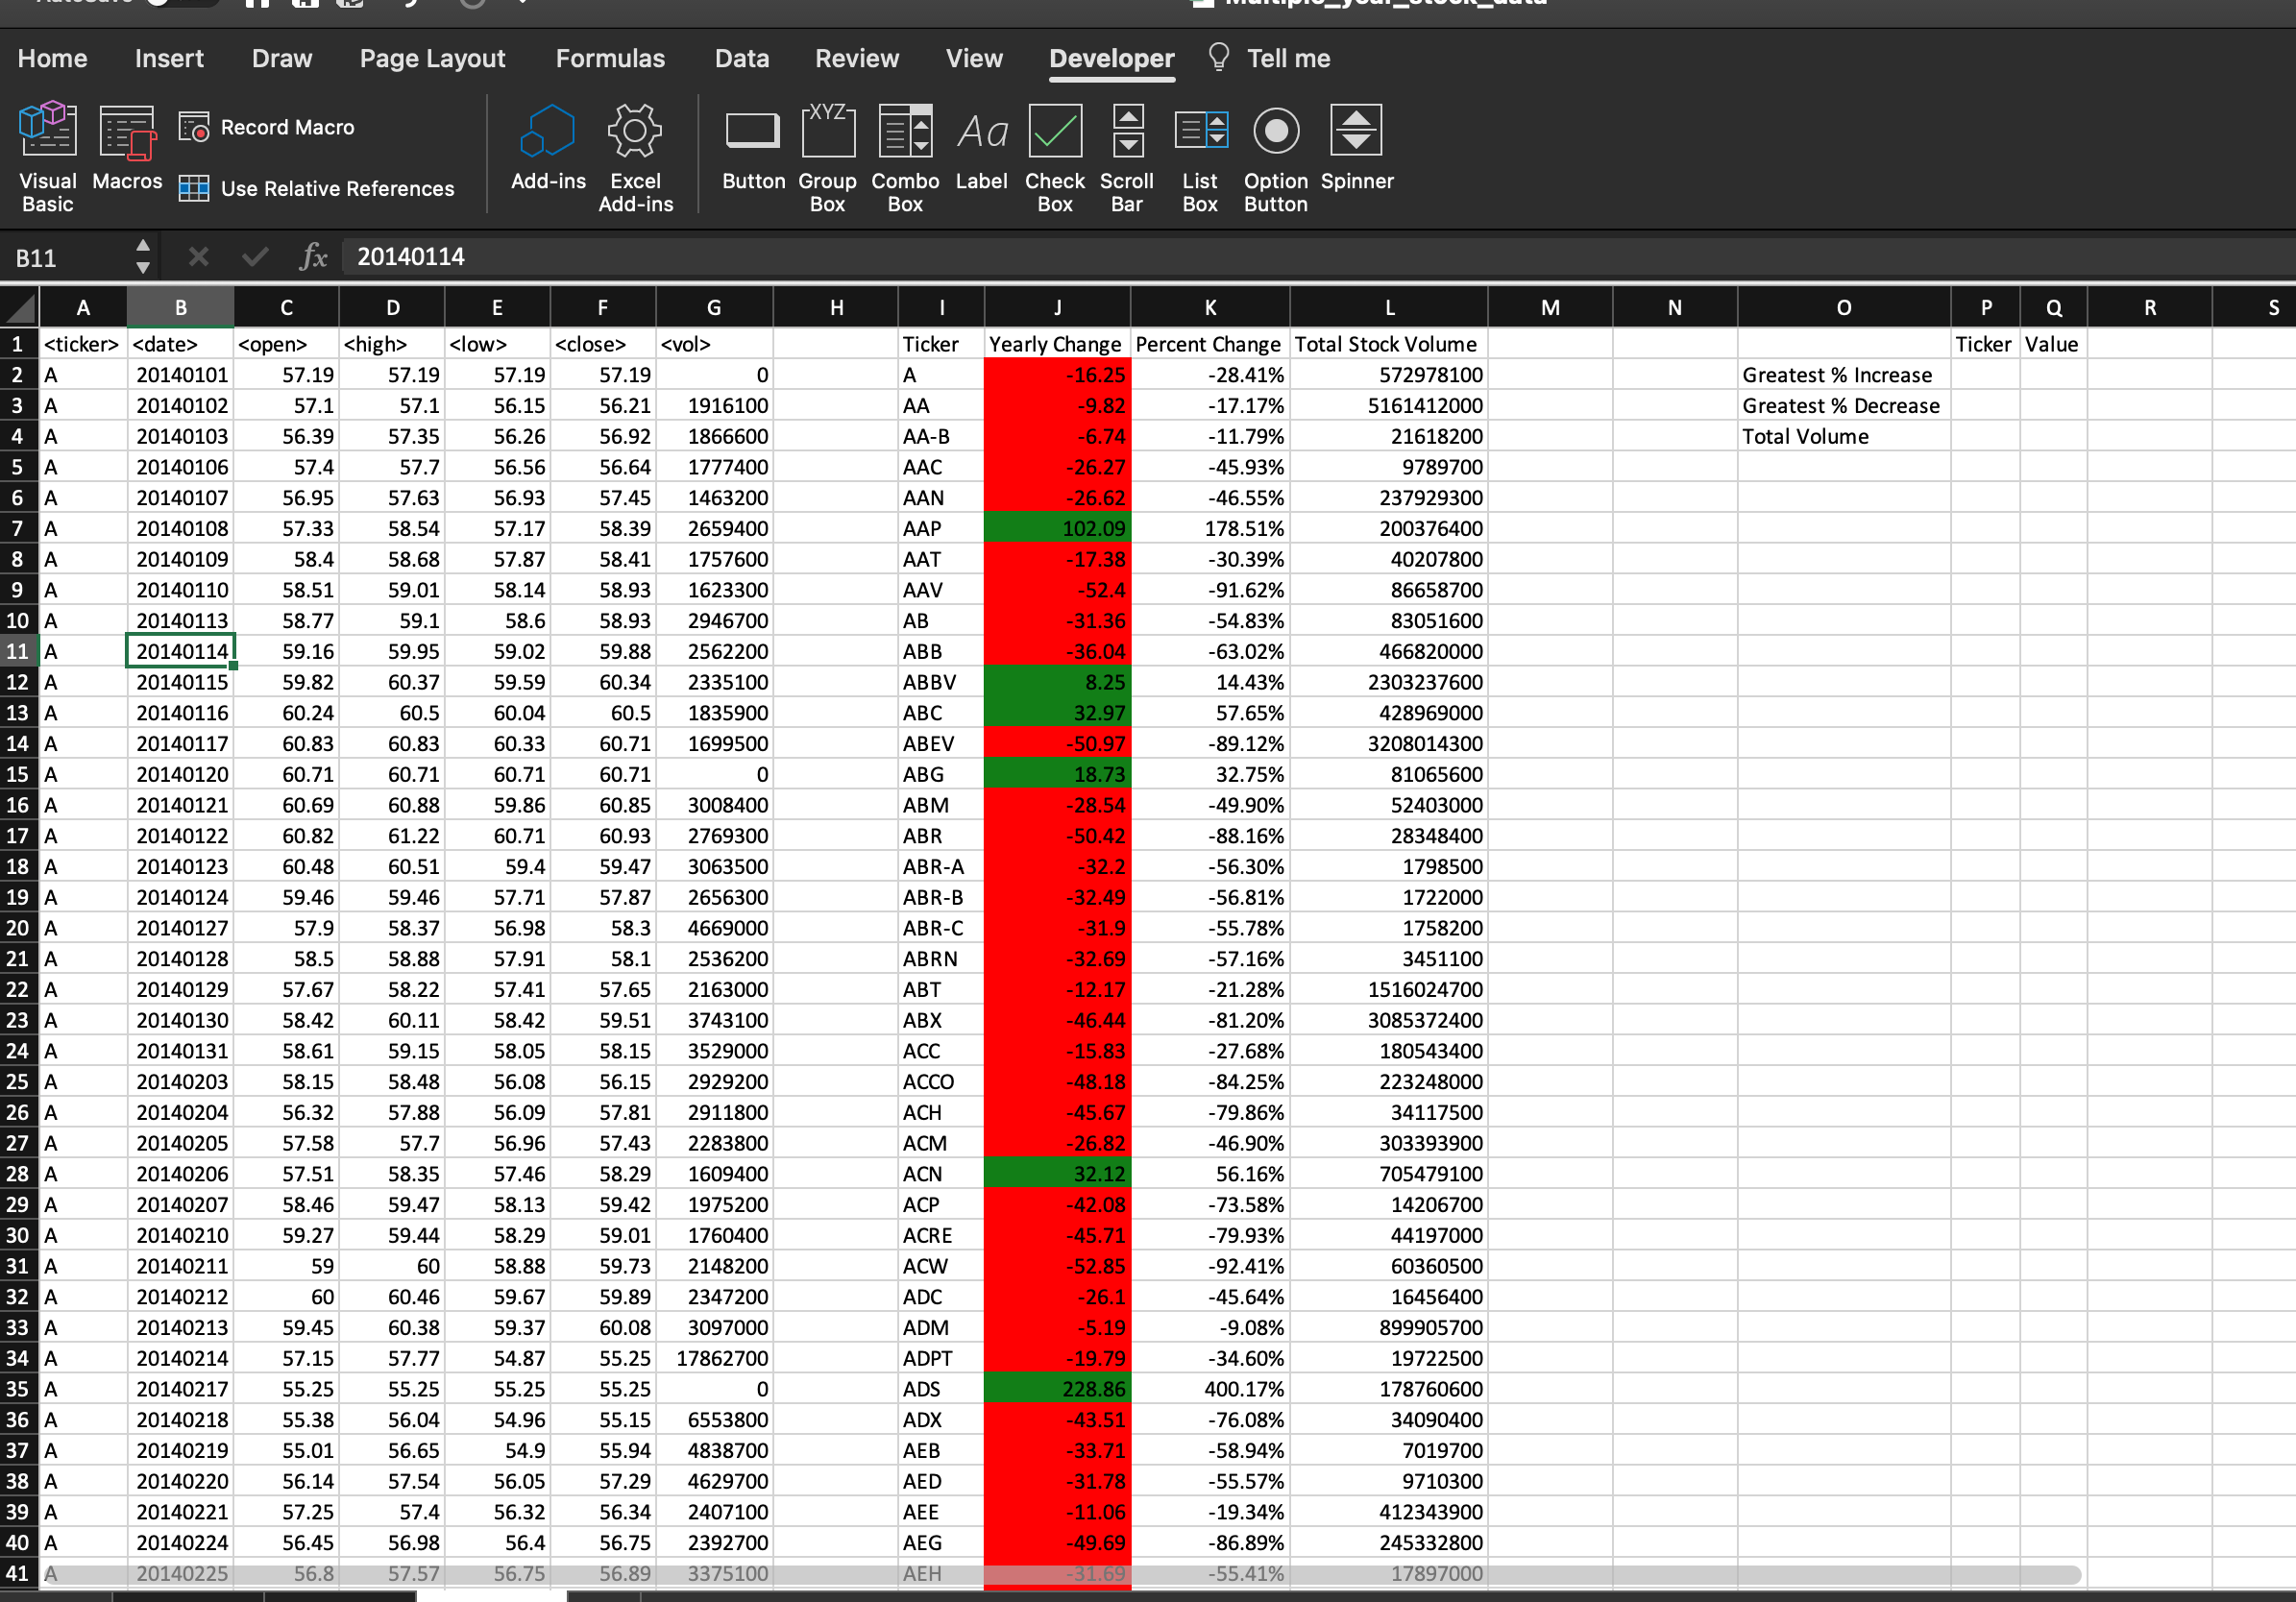 Home Insert Draw Page Layout Formulas Data Review View Developer Tell me
Visual Basic Macros Record Macro Use Relative References Add-ins Excel Add-ins Button Group Box Combo Box Label Check Box Scroll Bar List Box Option Button Spinner
XYZ Aa
B11 fx 20140114
A B C D E F G H I J K L M N O P Q R S
1 <ticker> <date> <open> <high> <low> <close> <vol> Ticker Yearly Change Percent Change Total Stock Volume Ticker Value
2 A 20140101 57.19 57.19 57.19 57.19 0 A -16.25 -28.41% 572978100 Greatest % Increase
3 A 20140102 57.1 57.1 56.15 56.21 1916100 AA -9.82 -17.17% 5161412000 Greatest % Decrease
4 A 20140103 56.39 57.35 56.26 56.92 1866600 AA-B -6.74 -11.79% 21618200 Total Volume
5 A 20140106 57.4 57.7 56.56 56.64 1777400 AAC -26.27 -45.93% 9789700
6 A 20140107 56.95 57.63 56.93 57.45 1463200 AAN -26.62 -46.55% 237929300
7 A 20140108 57.33 58.54 57.17 58.39 2659400 AAP 102.09 178.51% 200376400
8 A 20140109 58.4 58.68 57.87 58.41 1757600 AAT -17.38 -30.39% 40207800
9 A 20140110 58.51 59.01 58.14 58.93 1623300 AAV -52.4 -91.62% 86658700
10 A 20140113 58.77 59.1 58.6 58.93 2946700 AB -31.36 -54.83% 83051600
11 A 20140114 59.16 59.95 59.02 59.88 2562200 ABB -36.04 -63.02% 466820000
12 A 20140115 59.82 60.37 59.59 60.34 2335100 ABBV 8.25 14.43% 2303237600
13 A 20140116 60.24 60.5 60.04 60.5 1835900 ABC 32.97 57.65% 428969000
14 A 20140117 60.83 60.83 60.33 60.71 1699500 ABEV -50.97 -89.12% 3208014300
15 A 20140120 60.71 60.71 60.71 60.71 0 ABG 18.73 32.75% 81065600
16 A 20140121 60.69 60.88 59.86 60.85 3008400 ABM -28.54 -49.90% 52403000
17 A 20140122 60.82 61.22 60.71 60.93 2769300 ABR -50.42 -88.16% 28348400
18 A 20140123 60.48 60.51 59.4 59.47 3063500 ABR-A -32.2 -56.30% 1798500
19 A 20140124 59.46 59.46 57.71 57.87 2656300 ABR-B -32.49 -56.81% 1722000
20 A 20140127 57.9 58.37 56.98 58.3 4669000 ABR-C -31.9 -55.78% 1758200
21 A 20140128 58.5 58.88 57.91 58.1 2536200 ABRN -32.69 -57.16% 3451100
22 A 20140129 57.67 58.22 57.41 57.65 2163000 ABT -12.17 -21.28% 1516024700
23 A 20140130 58.42 60.11 58.42 59.51 3743100 ABX -46.44 -81.20% 3085372400
24 A 20140131 58.61 59.15 58.05 58.15 3529000 ACC -15.83 -27.68% 180543400
25 A 20140203 58.15 58.48 56.08 56.15 2929200 ACCO -48.18 -84.25% 223248000
26 A 20140204 56.32 57.88 56.09 57.81 2911800 ACH -45.67 -79.86% 34117500
27 A 20140205 57.58 57.7 56.96 57.43 2283800 ACM -26.82 -46.90% 303393900
28 A 20140206 57.51 58.35 57.46 58.29 1609400 ACN 32.12 56.16% 705479100
29 A 20140207 58.46 59.47 58.13 59.42 1975200 ACP -42.08 -73.58% 14206700
30 A 20140210 59.27 59.44 58.29 59.01 1760400 ACRE -45.71 -79.93% 44197000
31 A 20140211 59 60 58.88 59.73 2148200 ACW -52.85 -92.41% 60360500
32 A 20140212 60 60.46 59.67 59.89 2347200 ADC -26.1 -45.64% 16456400
33 A 20140213 59.45 60.38 59.37 60.08 3097000 ADM -5.19 -9.08% 899905700
34 A 20140214 57.15 57.77 54.87 55.25 17862700 ADPT -19.79 -34.60% 19722500
35 A 20140217 55.25 55.25 55.25 55.25 0 ADS 228.86 400.17% 178760600
36 A 20140218 55.38 56.04 54.96 55.15 6553800 ADX -43.51 -76.08% 34090400
37 A 20140219 55.01 56.65 54.9 55.94 4838700 AEB -33.71 -58.94% 7019700
38 A 20140220 56.14 57.54 56.05 57.29 4629700 AED -31.78 -55.57% 9710300
39 A 20140221 57.25 57.4 56.32 56.34 2407100 AEE -11.06 -19.34% 412343900
40 A 20140224 56.45 56.98 56.4 56.75 2392700 AEG -49.69 -86.89% 245332800
41 A 20140225 56.8 57.57 56.75 56.89 3375100 AEH -31.69 -55.41% 17897000